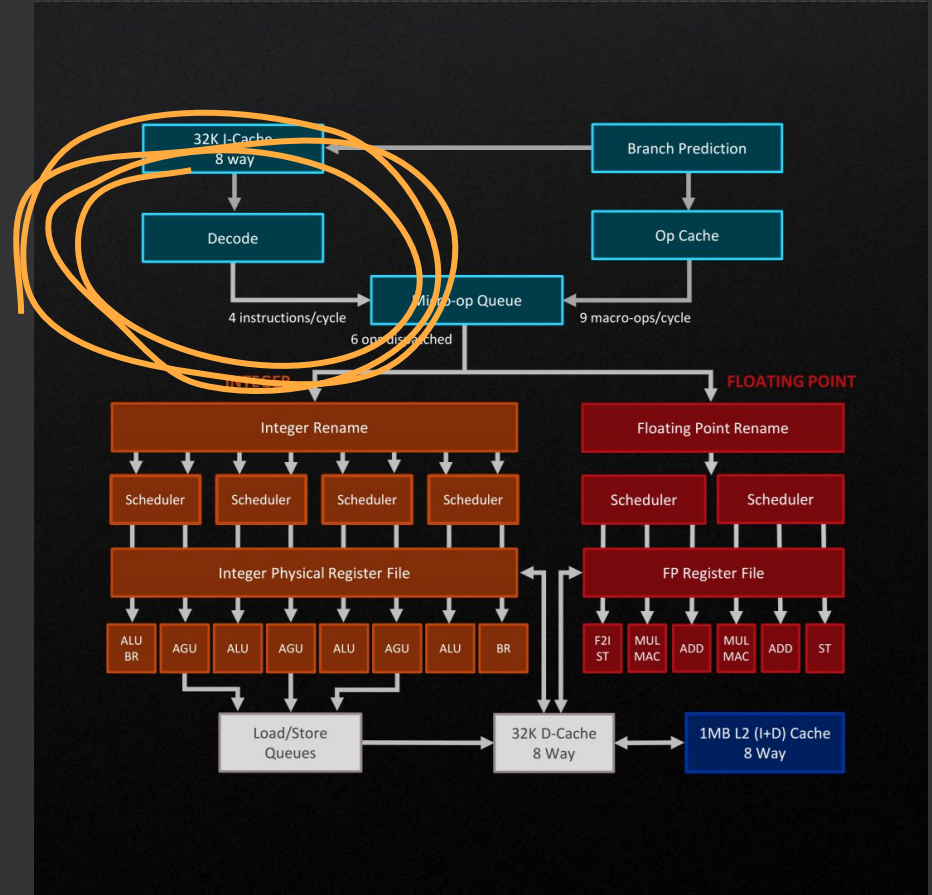 32K I-Cache
8 way
Branch Prediction
Decode
Op Cache
Micro-op Queue
4 instructions/cycle
9 macro-ops/cycle
6 ops dispatched
INTEGER
FLOATING POINT
Integer Rename
Floating Point Rename
Scheduler
Scheduler
Scheduler
Scheduler
Scheduler
Scheduler
Integer Physical Register File
FP Register File
ALU
BR
AGU
ALU
AGU
ALU
AGU
ALU
BR
F2I
ST
MUL
MAC
ADD
MUL
MAC
ADD
ST
Load/Store
Queues
32K D-Cache
8 Way
1MB L2 (I+D) Cache
8 Way